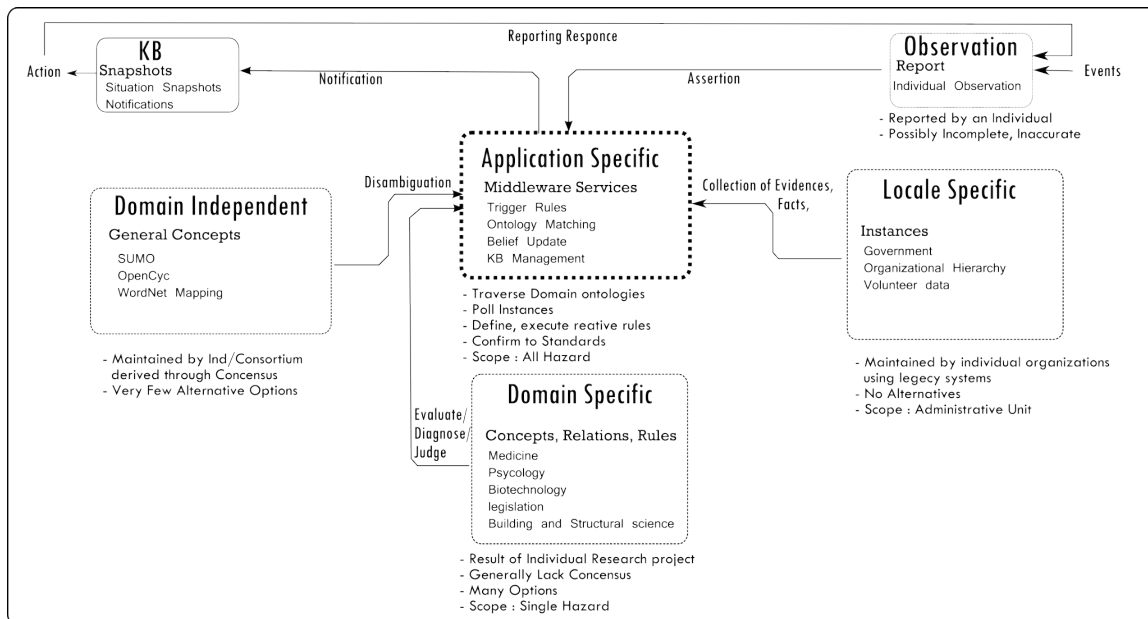 Reporting Responce
KB
Snapshots
Situation Snapshots
Notifications
Action
Notification
Assertion
Observation
Report
Individual Observation
Events
- Reported by an Individual
- Possibly Incomplete, Inaccurate
Application Specific
Middleware Services
Trigger Rules
Ontology Matching
Belief Update
KB Management
- Traverse Domain ontologies
- Poll Instances
- Define, execute reative rules
- Confirm to Standards
- Scope : All Hazard
Disambiguation
Domain Independent
General Concepts
SUMO
OpenCyc
WordNet Mapping
- Maintained by Ind/Consortium
derived through Concensus
- Very Few Alternative Options
Collection of Evidences,
Facts,
Locale Specific
Instances
Government
Organizational Hierarchy
Volunteer data
- Maintained by individual organizations
using legecy systems
- No Alternatives
- Scope : Administrative Unit
Evaluate/
Diagnose/
Judge
Domain Specific
Concepts, Relations, Rules
Medicine
Psycology
Biotechnology
legislation
Building and Structural science
- Result of Individual Research project
- Generally Lack Concensus
- Many Options
- Scope : Single Hazard